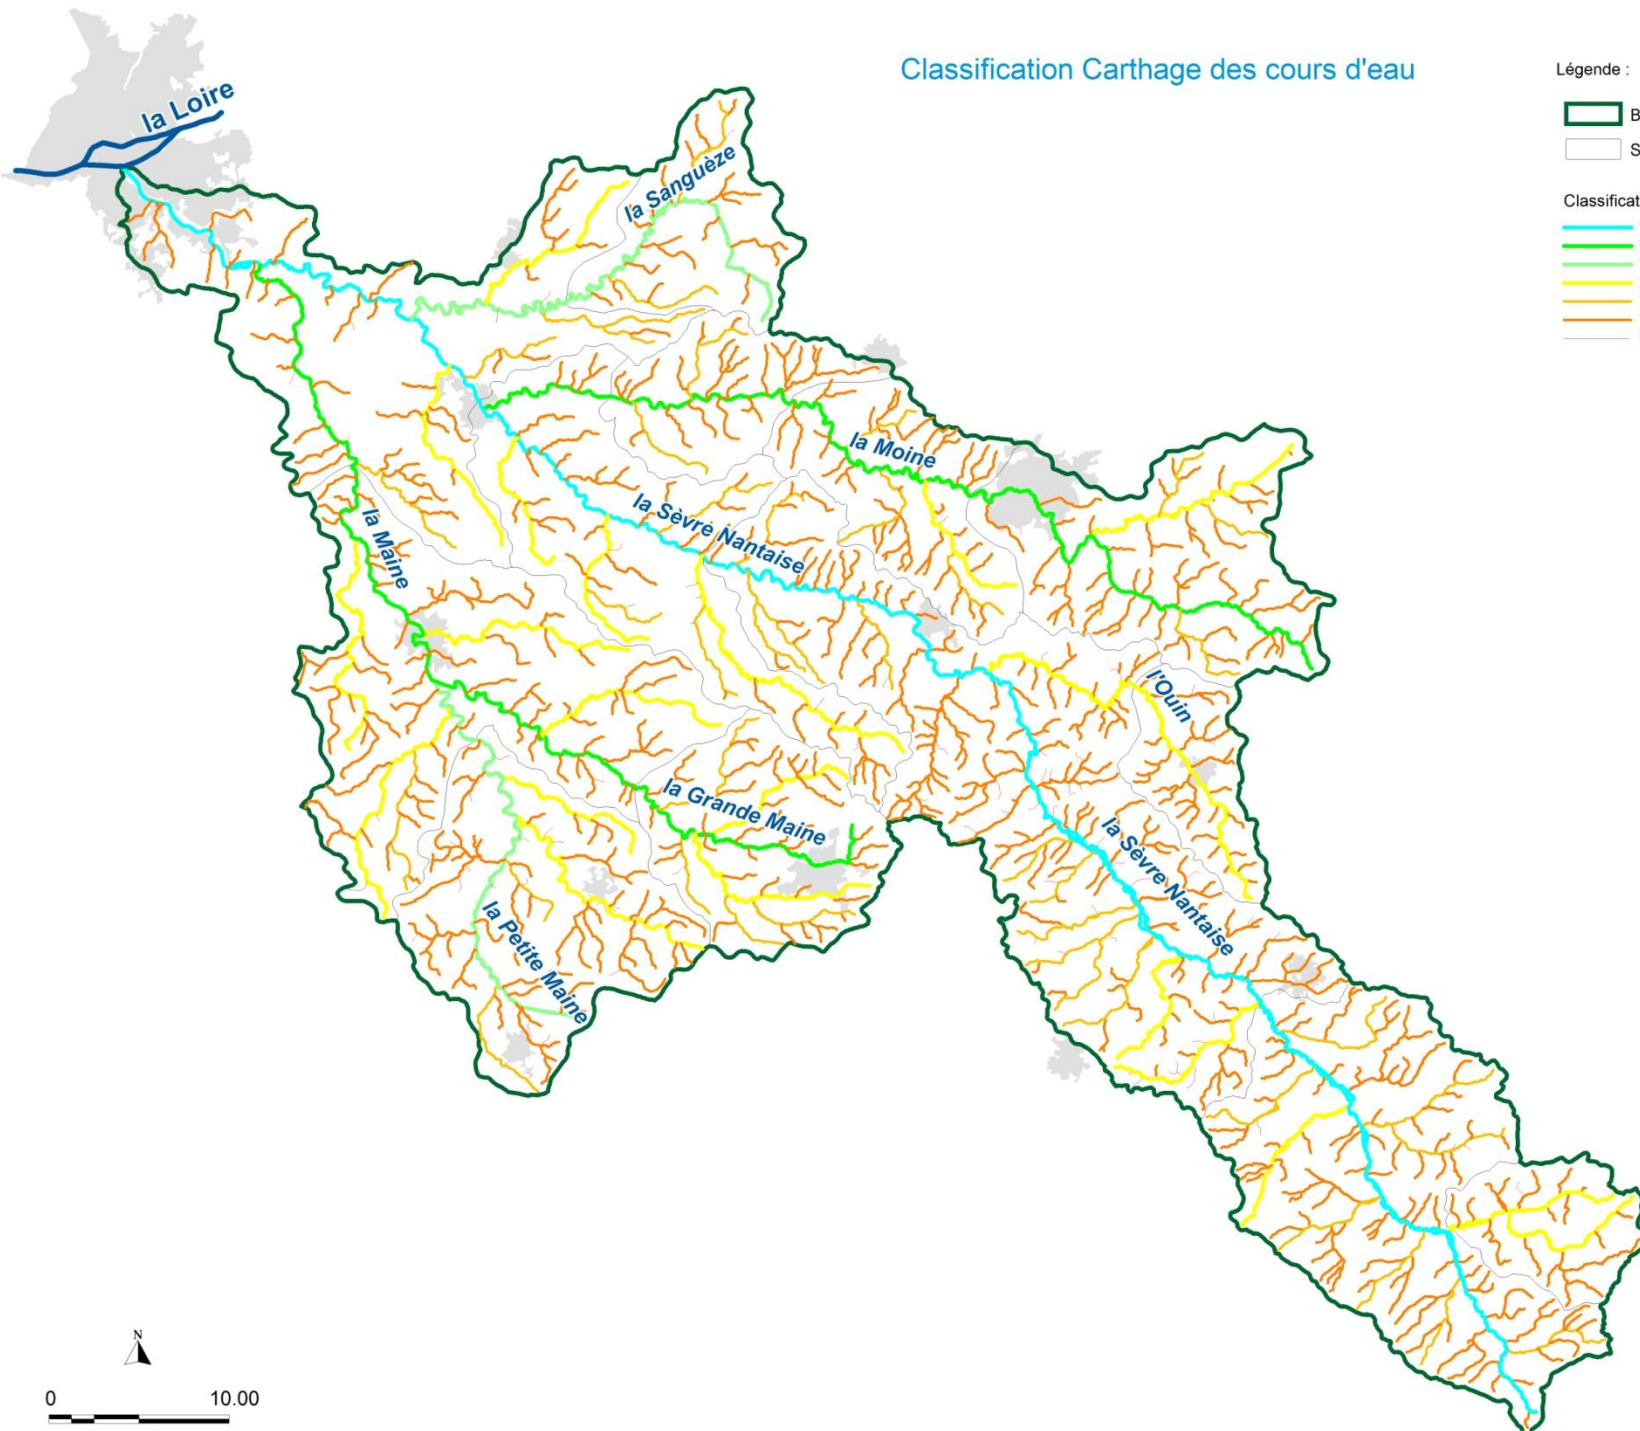 Classification Carthage des cours d'eau
Légende :
B
S
Classificat
la Loire
la Sanguèze
la Moine
la Sèvre Nantaise
la Maine
l'Ouin
la Grande Maine
la Sèvre Nantaise
la Petite Maine
N
0 10.00